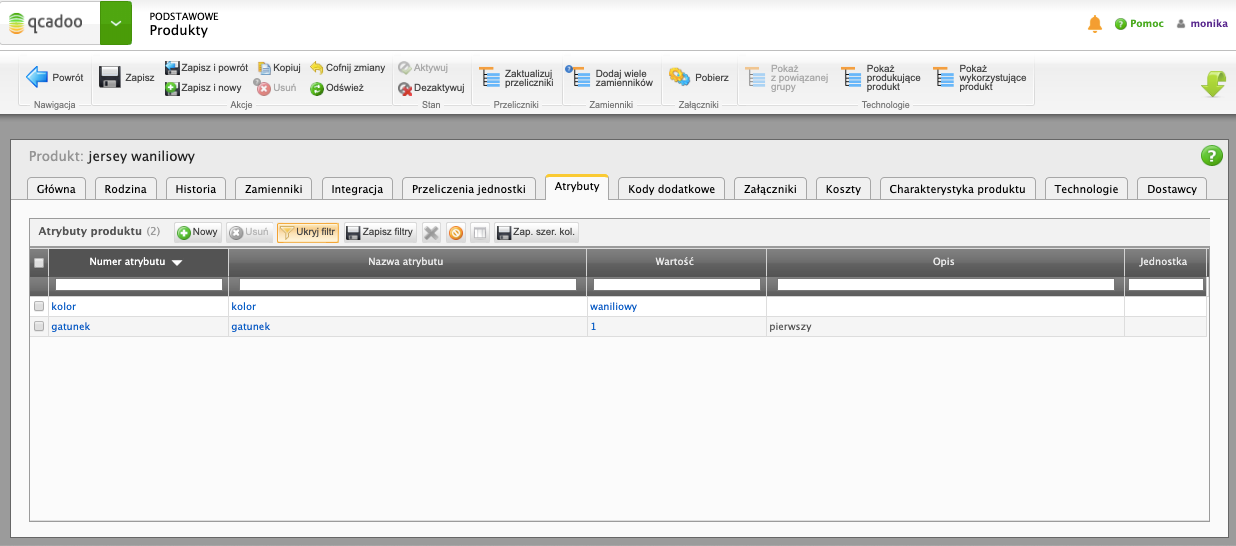 qcadoo
PODSTAWOWE
Produkty
Pomoc
monika
Powrót
Nawigacja
Zapisz
Zapisz i powrót
Kopiuj
Cofnij zmiany
Zapisz i nowy
Usuń
Odśwież
Akcje
Aktywuj
Dezaktywuj
Stan
Zaktualizuj
przeliczniki
Przeliczniki
Dodaj wiele
zamienników
Zamienniki
Pobierz
Załączniki
Pokaż
z powiązanej
grupy
Pokaż
produkujące
produkt
Pokaż
wykorzystujące
produkt
Technologie
Produkt: jersey waniliowy
?
Główna
Rodzina
Historia
Zamienniki
Integracja
Przeliczenia jednostki
Atrybuty
Kody dodatkowe
Załączniki
Koszty
Charakterystyka produktu
Technologie
Dostawcy
Atrybuty produktu (2)
Nowy
Usuń
Ukryj filtr
Zapisz filtry
Zap. szer. kol.
Numer atrybutu
Nazwa atrybutu
Wartość
Opis
Jednostka
kolor kolor waniliowy
gatunek gatunek 1 pierwszy